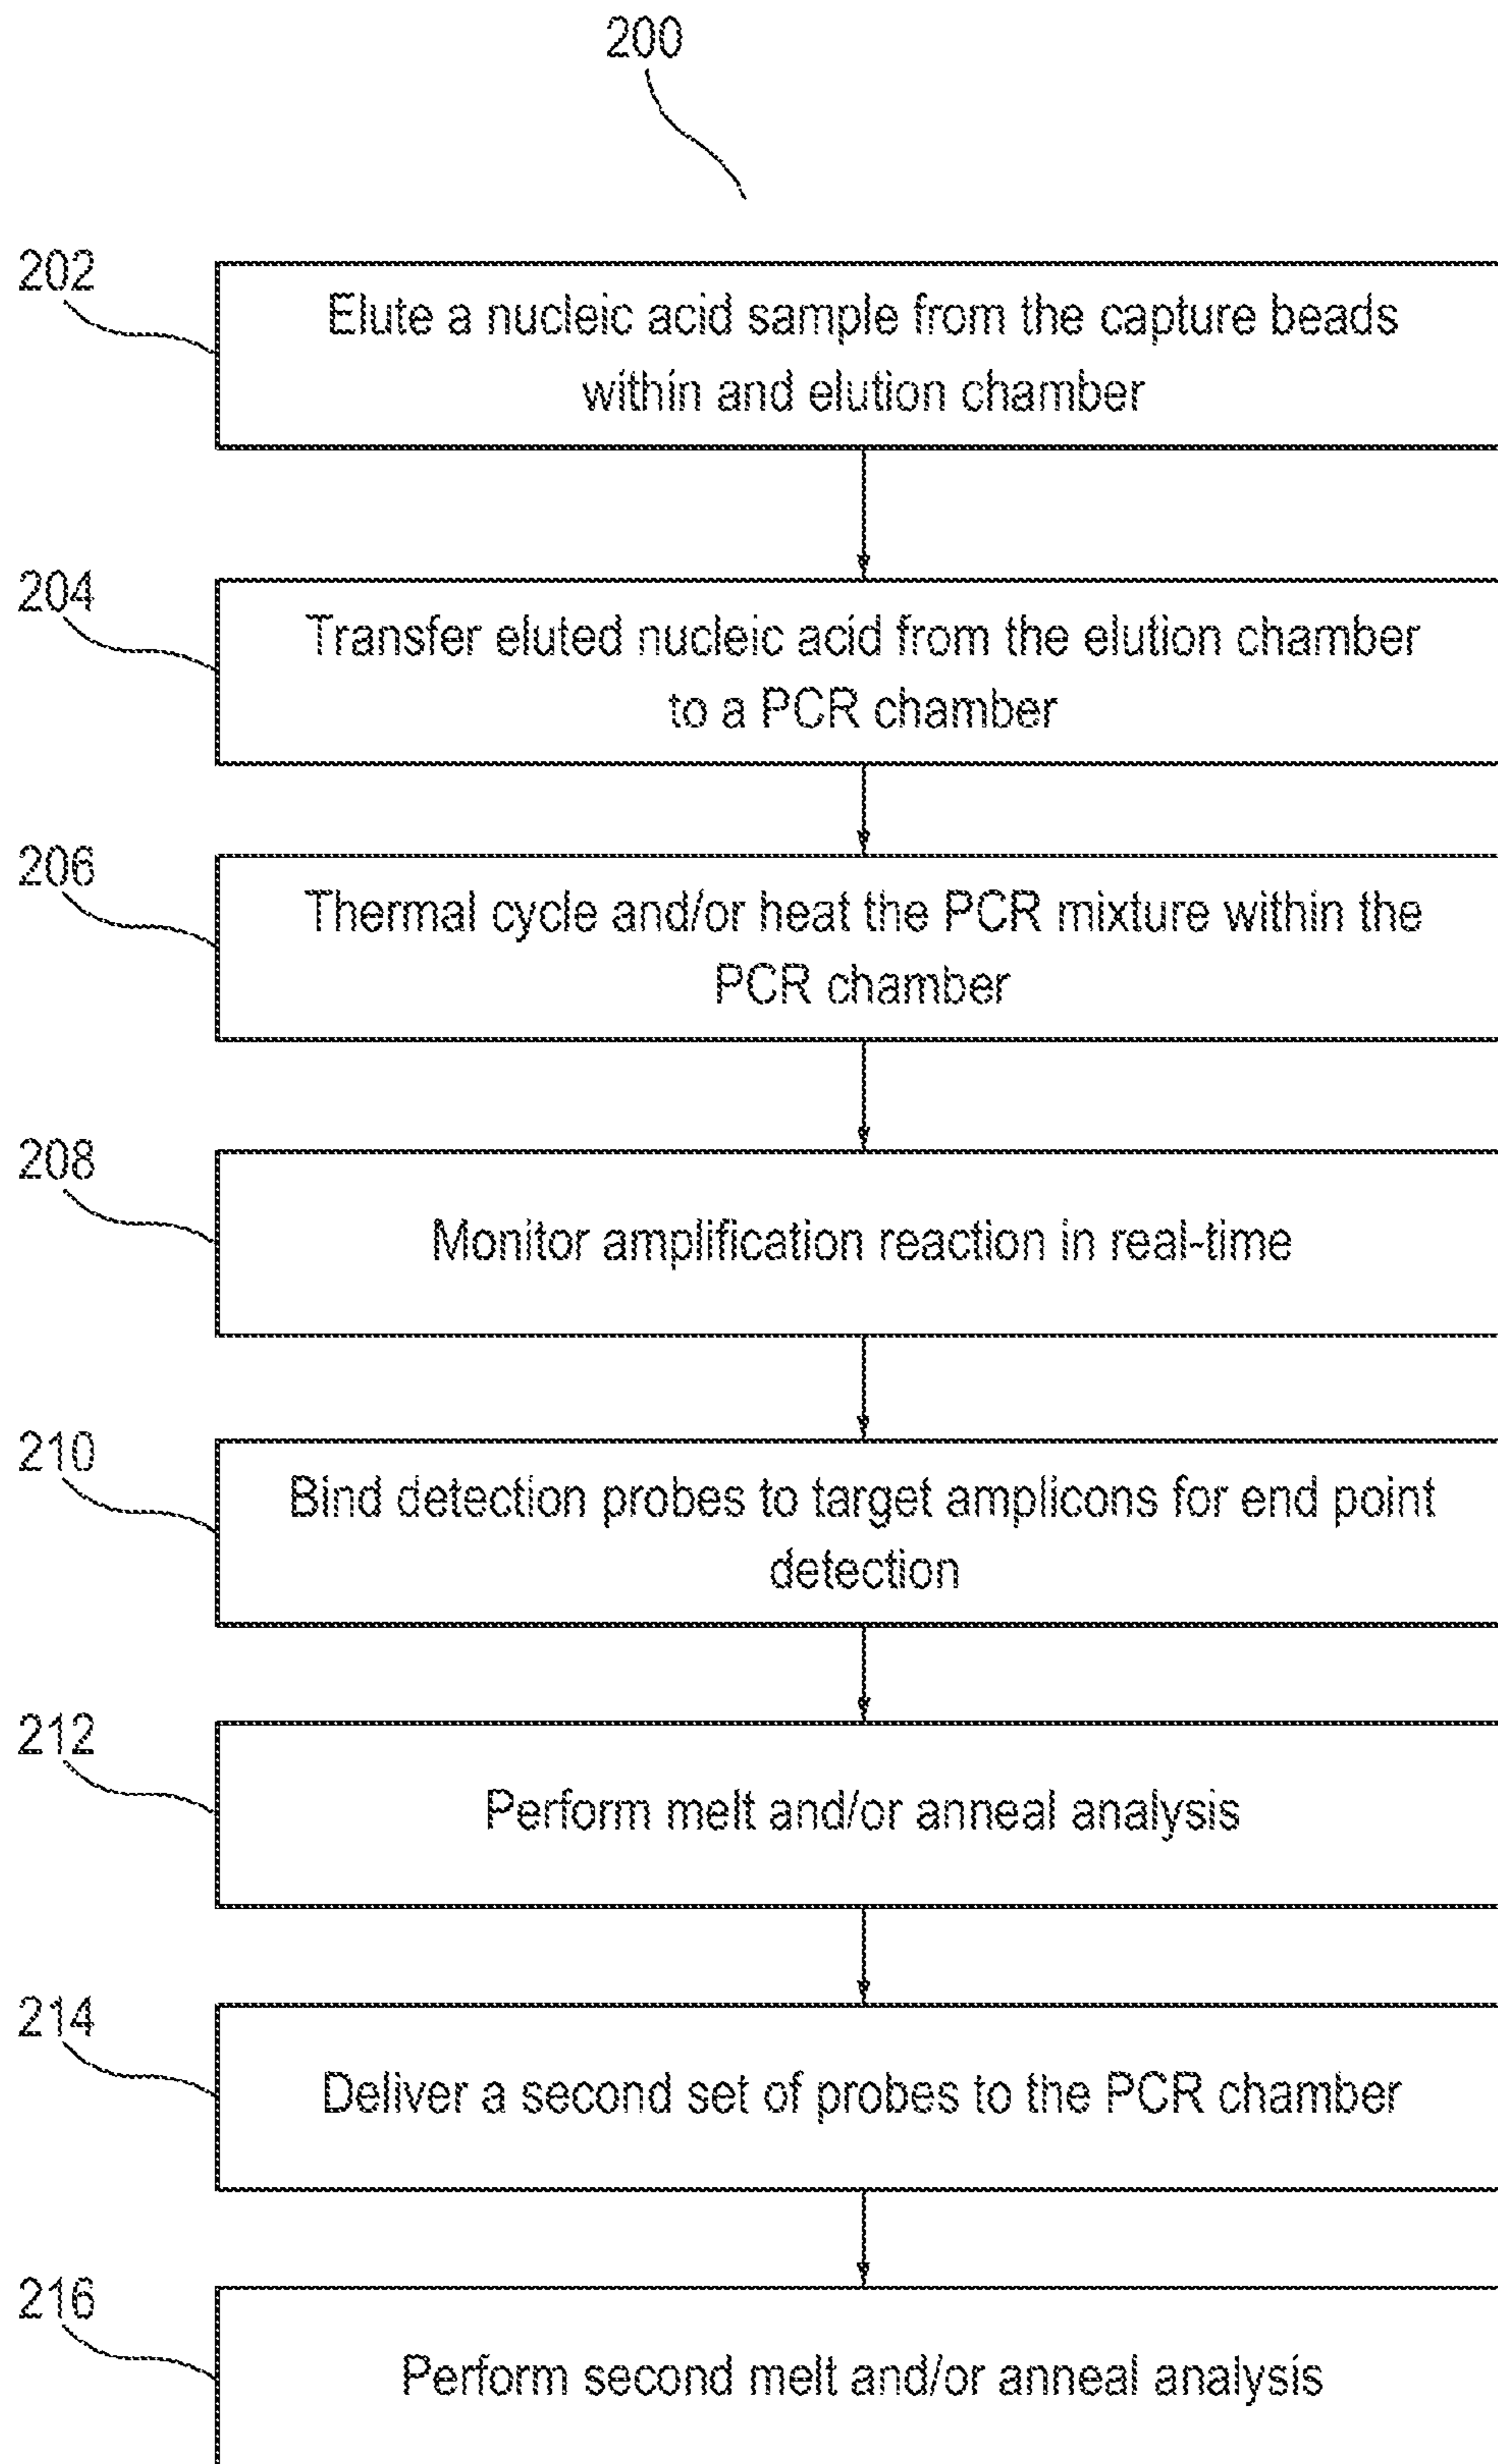 200
202
Elute a nucleic acid sample from the capture beads
within and elution chamber
204
Transfer eluted nucleic acid from the elution chamber
to a PCR chamber
206
Thermal cycle and/or heat the PCR mixture within the
PCR chamber
208
Monitor amplification reaction in real-time
210
Bind detection probes to target amplicons for end point
detection
212
Perform melt and/or anneal analysis
214
Deliver a second set of probes to the PCR chamber
216
Perform second melt and/or anneal analysis